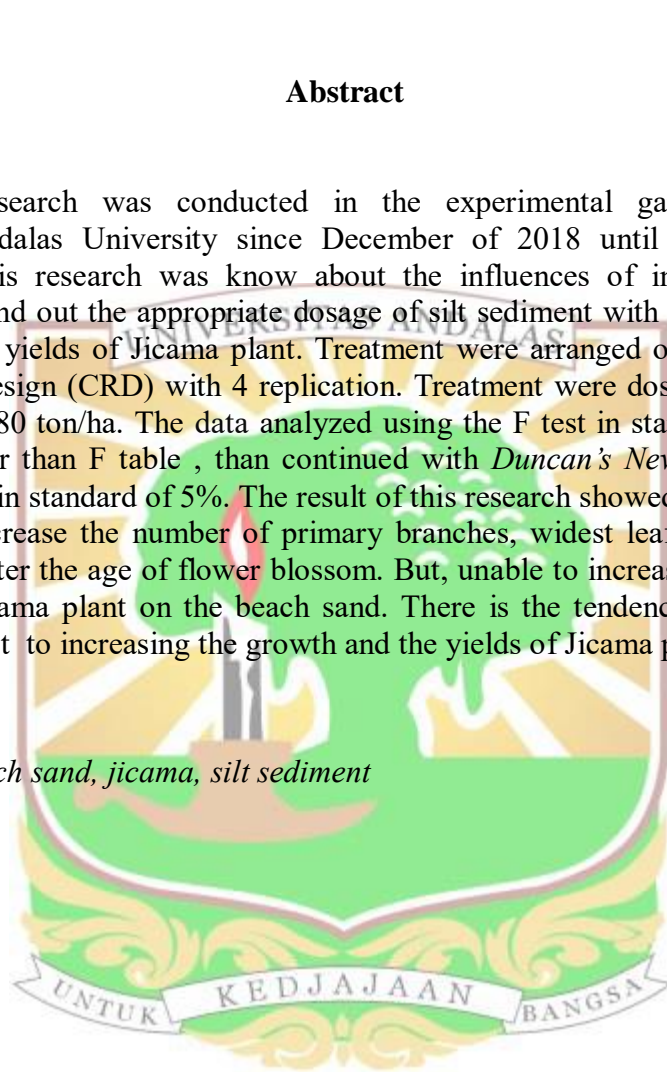 Abstract
search was conducted in the experimental ga
dalas University since December of 2018 until
is research was know about the influences of in
nd out the appropriate dosage of silt sediment with
yields of Jicama plant. Treatment were arranged o
esign (CRD) with 4 replication. Treatment were dos
80 ton/ha. The data analyzed using the F test in sta
r than F table , than continued with Duncan’s New
in standard of 5%. The result of this research showed
crease the number of primary branches, widest leaf
ter the age of flower blossom. But, unable to increas
ama plant on the beach sand. There is the tendenc
t to increasing the growth and the yields of Jicama p
ch sand, jicama, silt sediment
UNIVERSITAS ANDALAS
UNTUK KEDJAJAAN BANGSA